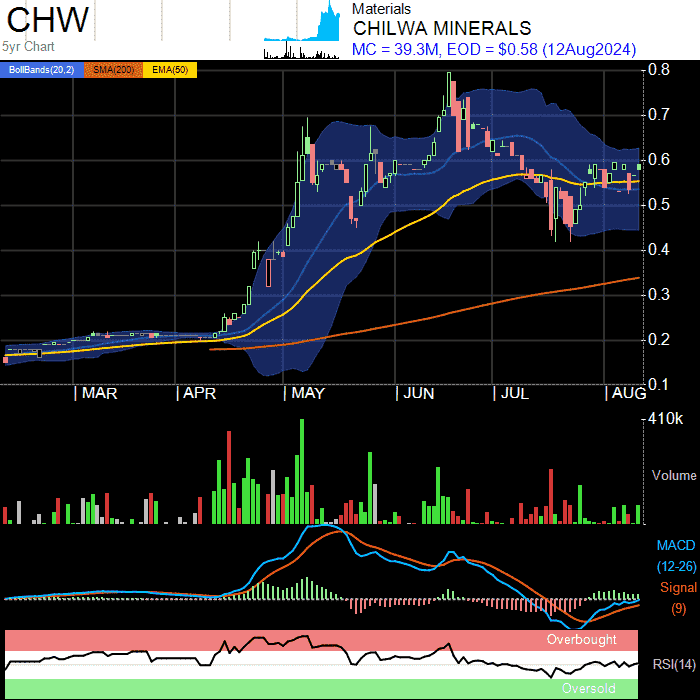 CHW
5yr Chart
Materials
CHILWA MINERALS
MC = 39.3M, EOD = $0.58 (12Aug2024)
BollBands(20,2) SMA(200) EMA(50)
0.8
0.7
0.6
0.5
0.4
0.3
0.2
0.1
| MAR | APR | MAY | JUN | JUL | AUG
410k
Volume
MACD
(12-26)
Signal
(9)
Overbought
RSI(14)
Oversold